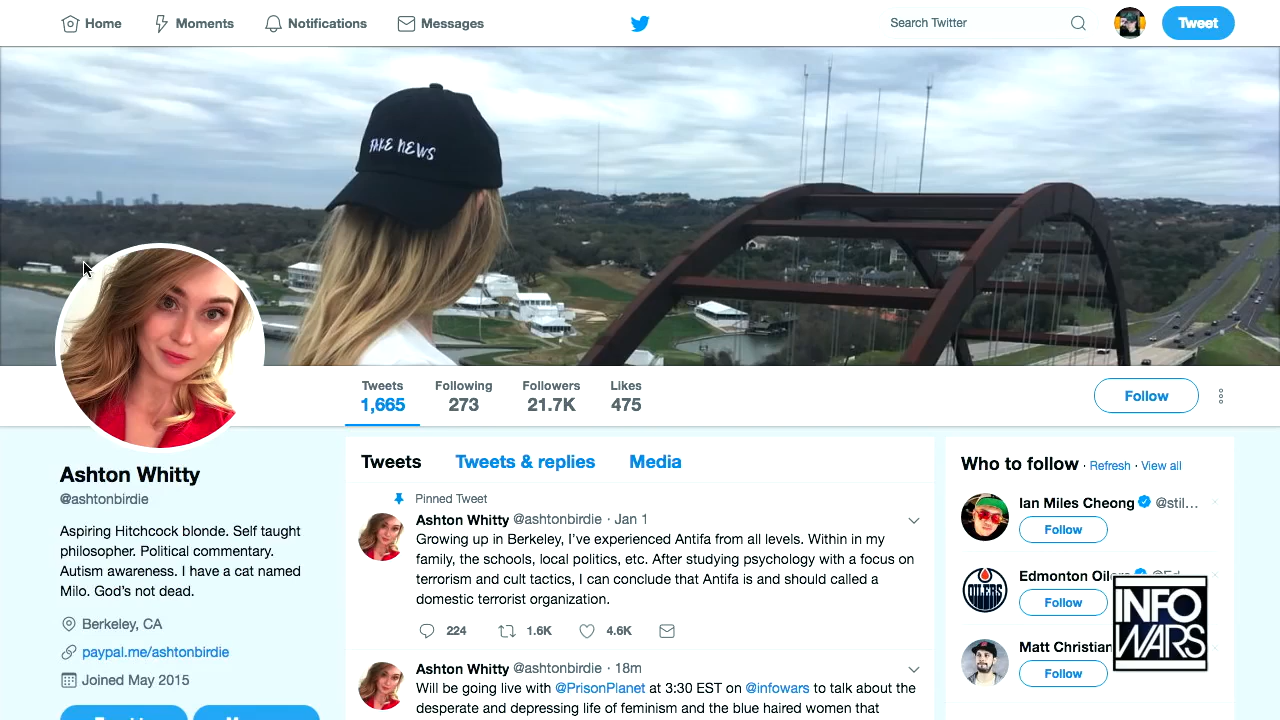 Home Moments Notifications Messages Search Twitter Tweet
FAKE NEWS
Tweets Following Followers Likes
1,665 273 21.7K 475
Follow
Ashton Whitty
@ashtonbirdie
Aspiring Hitchcock blonde. Self taught
philosopher. Political commentary.
Autism awareness. I have a cat named
Milo. God's not dead.
Berkeley, CA
paypal.me/ashtonbirdie
Joined May 2015
Tweets Tweets & replies Media
Pinned Tweet
Ashton Whitty @ashtonbirdie · Jan 1
Growing up in Berkeley, I've experienced Antifa from all levels. Within in my
family, the schools, local politics, etc. After studying psychology with a focus on
terrorism and cult tactics, I can conclude that Antifa is and should called a
domestic terrorist organization.
224 1.6K 4.6K
Ashton Whitty @ashtonbirdie · 18m
Will be going live with @PrisonPlanet at 3:30 EST on @infowars to talk about the
desperate and depressing life of feminism and the blue haired women that
Who to follow · Refresh · View all
Ian Miles Cheong @stil...
Follow
Edmonton
Follow
Matt Christian
Follow
INFO
WARS